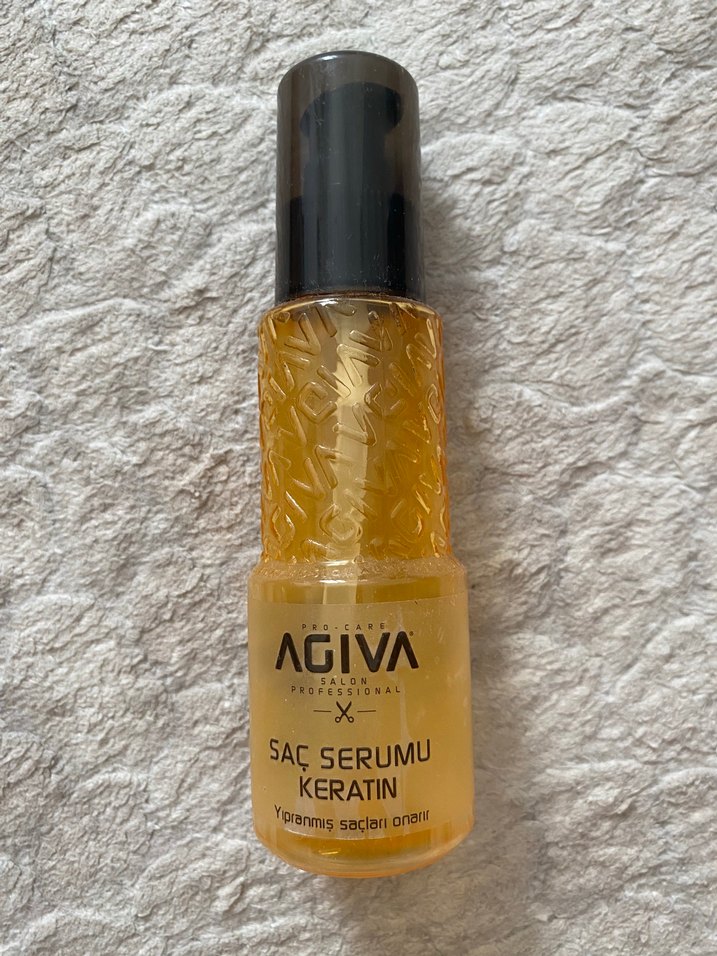 PRO-CARE
AGIVA®
SALON
PROFESSIONAL
SAÇ SERUMU
KERATIN
Yıpranmış saçları onarır